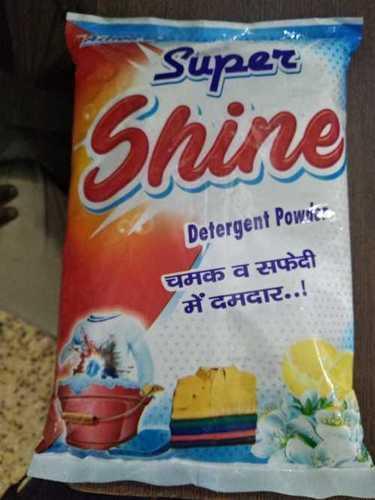 Super
Shine
Detergent Powder
चमक व सफेदी
में दमदार..!